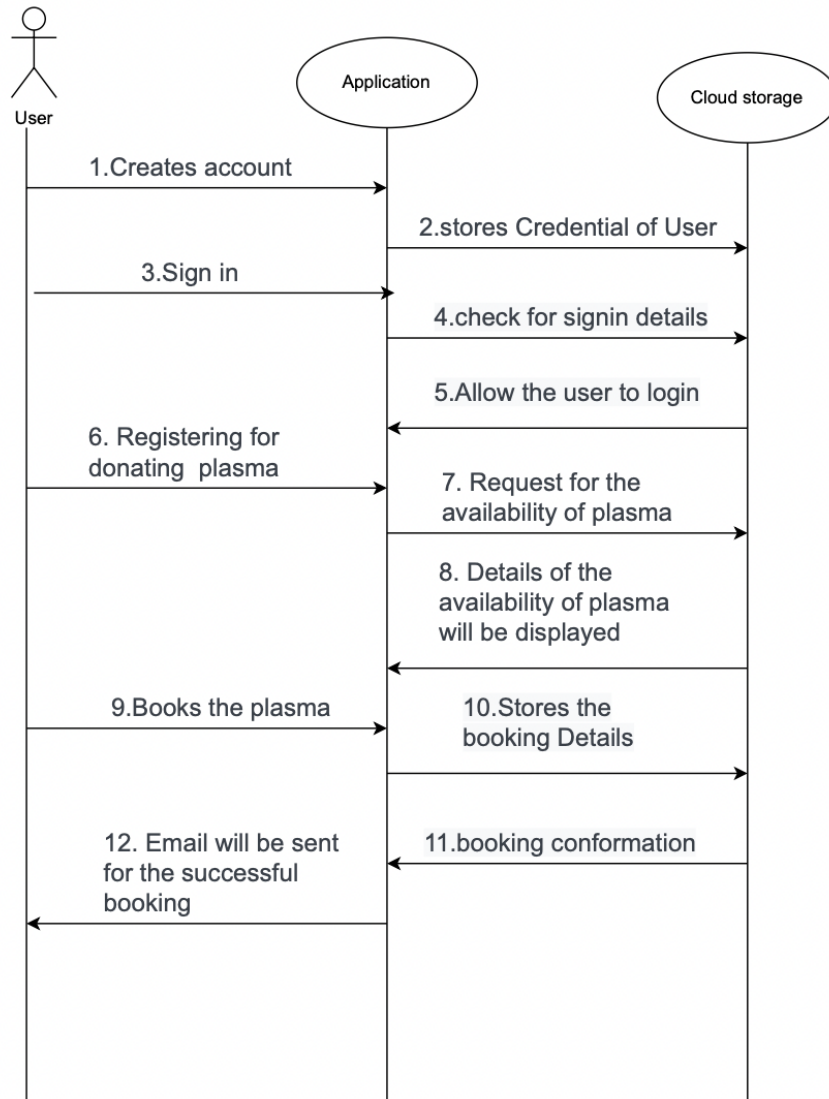 Application
Cloud storage
User
1.Creates account
2.stores Credential of User
3.Sign in
4.check for signin details
5.Allow the user to login
6. Registering for
donating  plasma
7. Request for the
availability of plasma
8. Details of the
availability of plasma
will be displayed
9.Books the plasma
10.Stores the
booking Details
11.booking conformation
12. Email will be sent
for the successful
booking